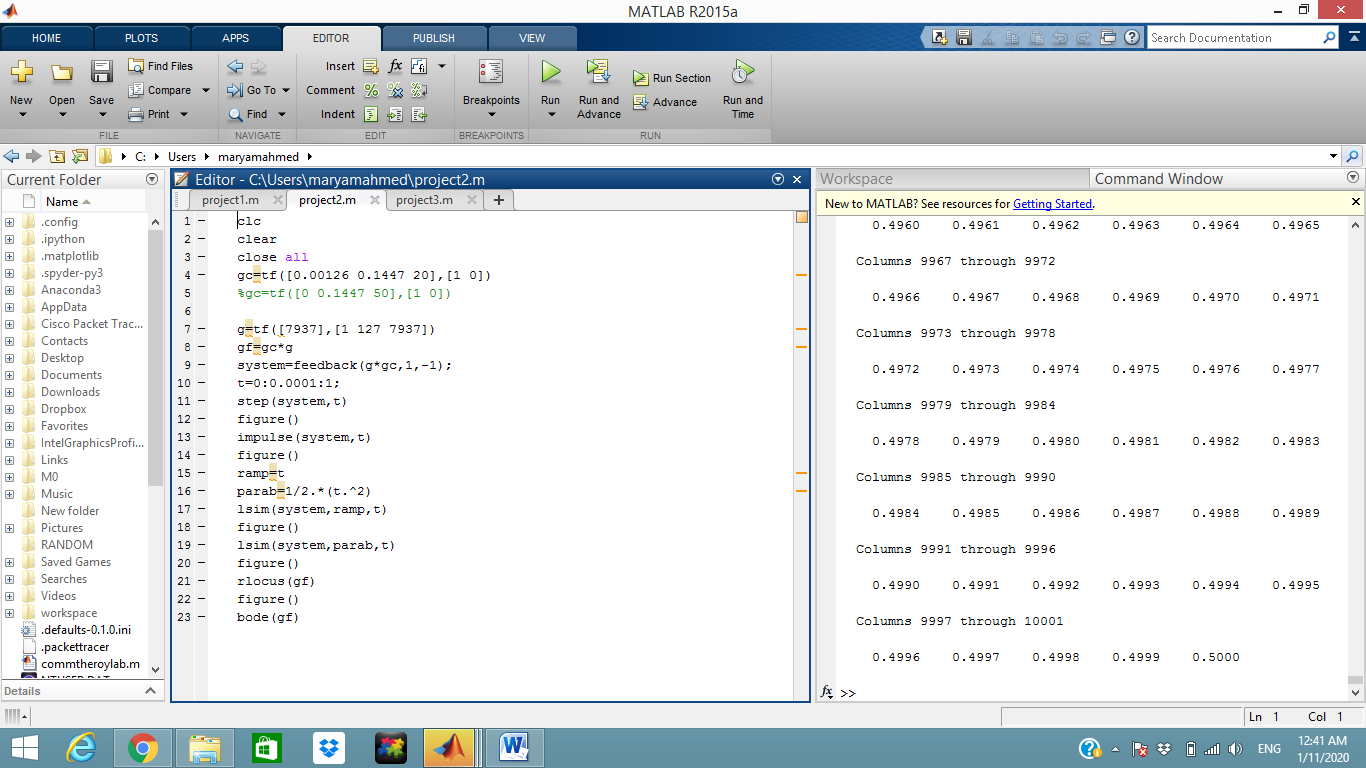 MATLAB R2015a
HOME PLOTS APPS EDITOR PUBLISH VIEW
Search Documentation
New Open Save Find Files Compare Print
Go To Find
Insert fx Comment Indent
Breakpoints
Run Run and Advance Run Section Advance Run and Time
FILE NAVIGATE EDIT BREAKPOINTS RUN
C: Users maryamahmed
Current Folder
Name
.config
.ipython
.matplotlib
.spyder-py3
Anaconda3
AppData
Cisco Packet Trac...
Contacts
Desktop
Documents
Downloads
Dropbox
Favorites
IntelGraphicsProfi...
Links
M0
Music
New folder
Pictures
RANDOM
Saved Games
Searches
Videos
workspace
.defaults-0.1.0.ini
.packettracer
commtheroylab.m
Details
Editor - C:\Users\maryamahmed\project2.m
project1.m project2.m project3.m +
1 – clc
2 – clear
3 – close all
4 – gc=tf([0.00126 0.1447 20],[1 0])
5 %gc=tf([0 0.1447 50],[1 0])
6
7 – g=tf([7937],[1 127 7937])
8 – gf=gc*g
9 – system=feedback(g*gc,1,-1);
10 – t=0:0.0001:1;
11 – step(system,t)
12 – figure()
13 – impulse(system,t)
14 – figure()
15 – ramp=t
16 – parab=1/2.*(t.^2)
17 – lsim(system,ramp,t)
18 – figure()
19 – lsim(system,parab,t)
20 – figure()
21 – rlocus(gf)
22 – figure()
23 – bode(gf)
Workspace Command Window
New to MATLAB? See resources for Getting Started.
0.4960 0.4961 0.4962 0.4963 0.4964 0.4965
Columns 9967 through 9972
0.4966 0.4967 0.4968 0.4969 0.4970 0.4971
Columns 9973 through 9978
0.4972 0.4973 0.4974 0.4975 0.4976 0.4977
Columns 9979 through 9984
0.4978 0.4979 0.4980 0.4981 0.4982 0.4983
Columns 9985 through 9990
0.4984 0.4985 0.4986 0.4987 0.4988 0.4989
Columns 9991 through 9996
0.4990 0.4991 0.4992 0.4993 0.4994 0.4995
Columns 9997 through 10001
0.4996 0.4997 0.4998 0.4999 0.5000
fx >>
Ln 1 Col 1
ENG
12:41 AM
1/11/2020